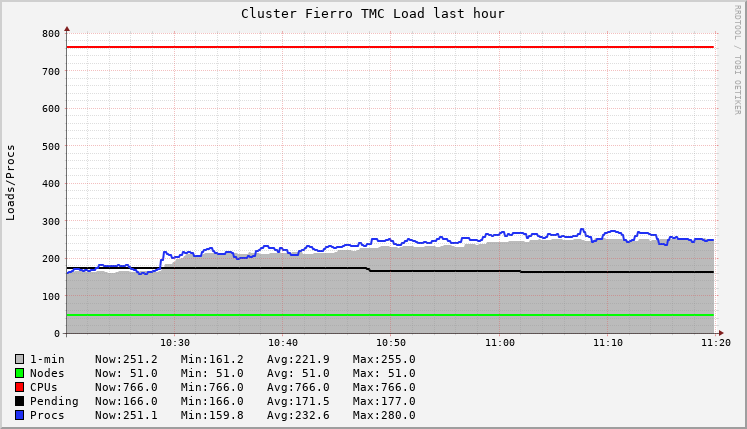 Cluster Fierro TMC Load last hour
RRDTOOL / TOBI OETIKER
Loads/Procs
800
700
600
500
400
300
200
100
0
10:30 10:40 10:50 11:00 11:10 11:20
1-min Now:251.2 Min:161.2 Avg:221.9 Max:255.0
Nodes Now: 51.0 Min: 51.0 Avg: 51.0 Max: 51.0
CPUs Now:766.0 Min:766.0 Avg:766.0 Max:766.0
Pending Now:166.0 Min:166.0 Avg:171.5 Max:177.0
Procs Now:251.1 Min:159.8 Avg:232.6 Max:280.0